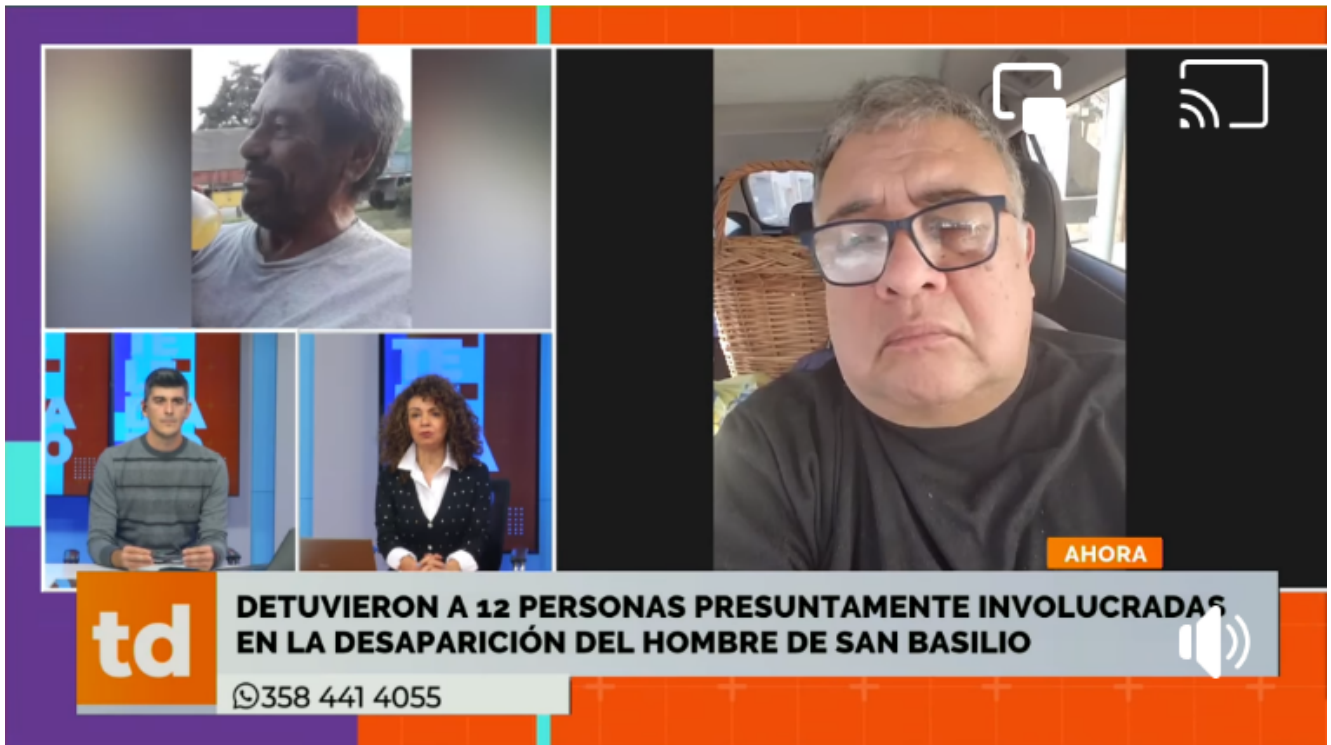 AHORA
td
DETUVIERON A 12 PERSONAS PRESUNTAMENTE INVOLUCRADAS
EN LA DESAPARICIÓN DEL HOMBRE DE SAN BASILIO
358 441 4055